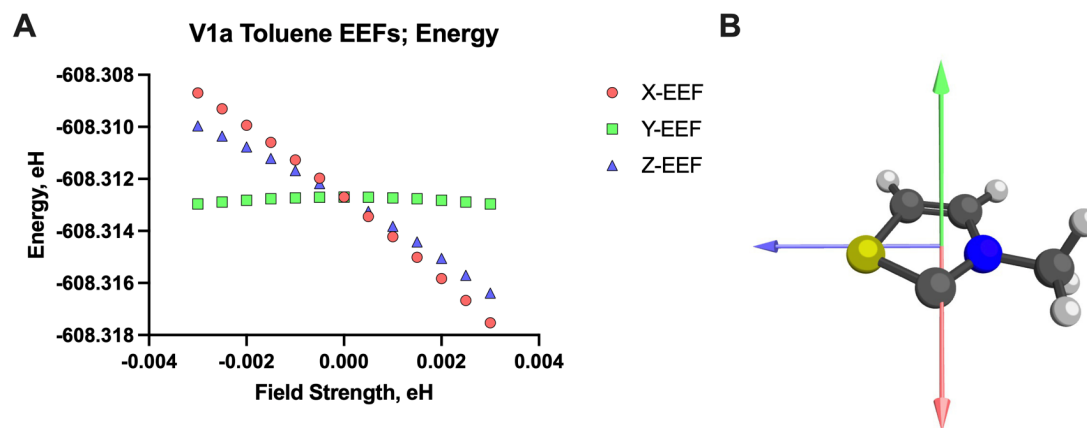 A
V1a Toluene EEFs; Energy
B
-608.308
-608.310
-608.312
-608.314
-608.316
-608.318
Energy, eH
-0.004
-0.002
0.000
0.002
0.004
Field Strength, eH
X-EEF
Y-EEF
Z-EEF